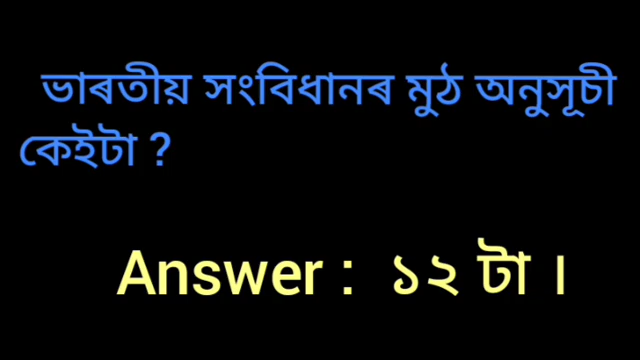 ভাৰতীয় সংবিধানৰ মুঠ অনুসূচী
কেইটা ?
Answer : ১২ টা ।